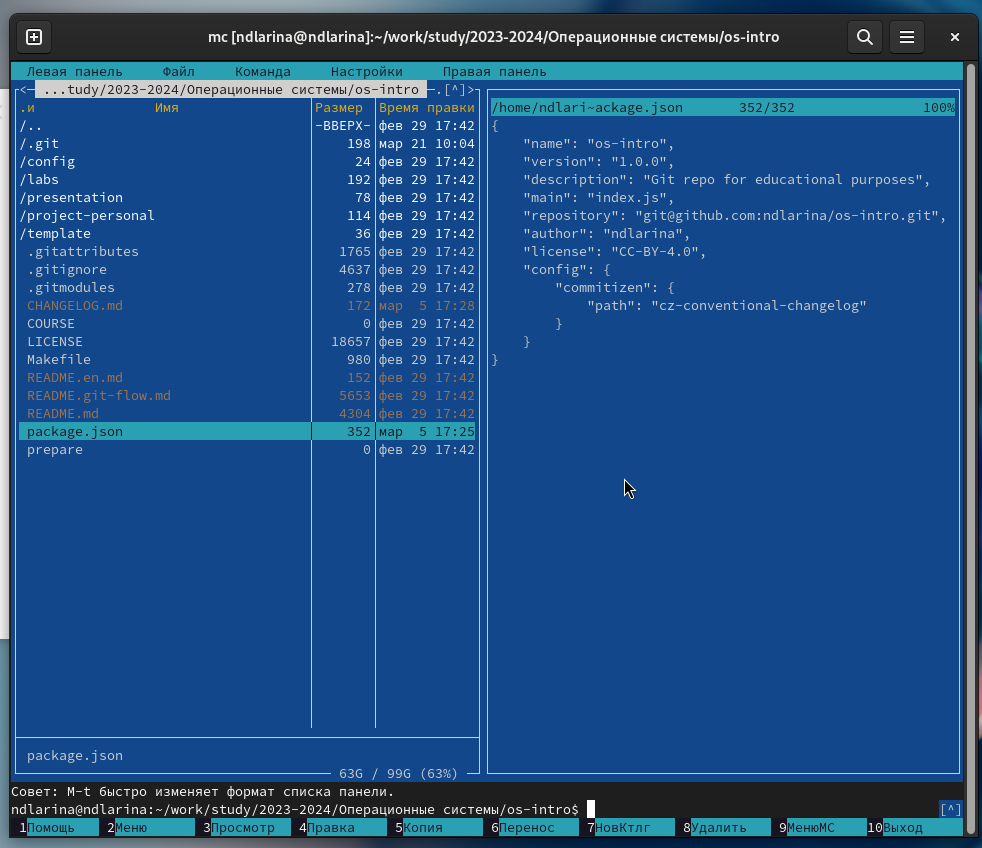 mc [ndlarina@ndlarina]:~/work/study/2023-2024/Операционные системы/os-intro
Левая панель Файл Команда Настройки Правая панель
<─ ...tudy/2023-2024/Операционные системы/os-intro ─.[^]>
.и Имя Размер Время правки
/.. -ВВЕРХ- фев 29 17:42
/.git 198 мар 21 10:04
/config 24 фев 29 17:42
/labs 192 фев 29 17:42
/presentation 78 фев 29 17:42
/project-personal 114 фев 29 17:42
/template 36 фев 29 17:42
.gitattributes 1765 фев 29 17:42
.gitignore 4637 фев 29 17:42
.gitmodules 278 фев 29 17:42
CHANGELOG.md 172 мар 5 17:28
COURSE 0 фев 29 17:42
LICENSE 18657 фев 29 17:42
Makefile 980 фев 29 17:42
README.en.md 152 фев 29 17:42
README.git-flow.md 5653 фев 29 17:42
README.md 4304 фев 29 17:42
package.json 352 мар 5 17:25
prepare 0 фев 29 17:42
package.json
63G / 99G (63%)
/home/ndlari~ackage.json 352/352 100%
{
"name": "os-intro",
"version": "1.0.0",
"description": "Git repo for educational purposes",
"main": "index.js",
"repository": "git@github.com:ndlarina/os-intro.git",
"author": "ndlarina",
"license": "CC-BY-4.0",
"config": {
"commitizen": {
"path": "cz-conventional-changelog"
}
}
}
Совет: M-t быстро изменяет формат списка панели.
ndlarina@ndlarina:~/work/study/2023-2024/Операционные системы/os-intro$ [^]
1Помощь 2Меню 3Просмотр 4Правка 5Копия 6Перенос 7НовКтлг 8Удалить 9МенюMC 10Выход